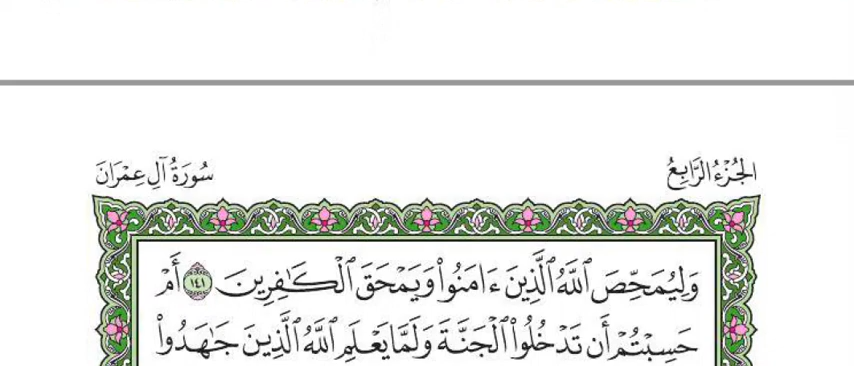 الجُزْءُ الرَّابِعُ
سُورَةُ آلِ عِمْرَانَ
وَلِيُمَحِّصَ ٱللَّهُ ٱلَّذِينَ ءَامَنُوا۟ وَيَمْحَقَ ٱلْكَـٰفِرِينَ ١٤١ أَمْ
حَسِبْتُمْ أَن تَدْخُلُوا۟ ٱلْجَنَّةَ وَلَمَّا يَعْلَمِ ٱللَّهُ ٱلَّذِينَ جَـٰهَدُوا۟